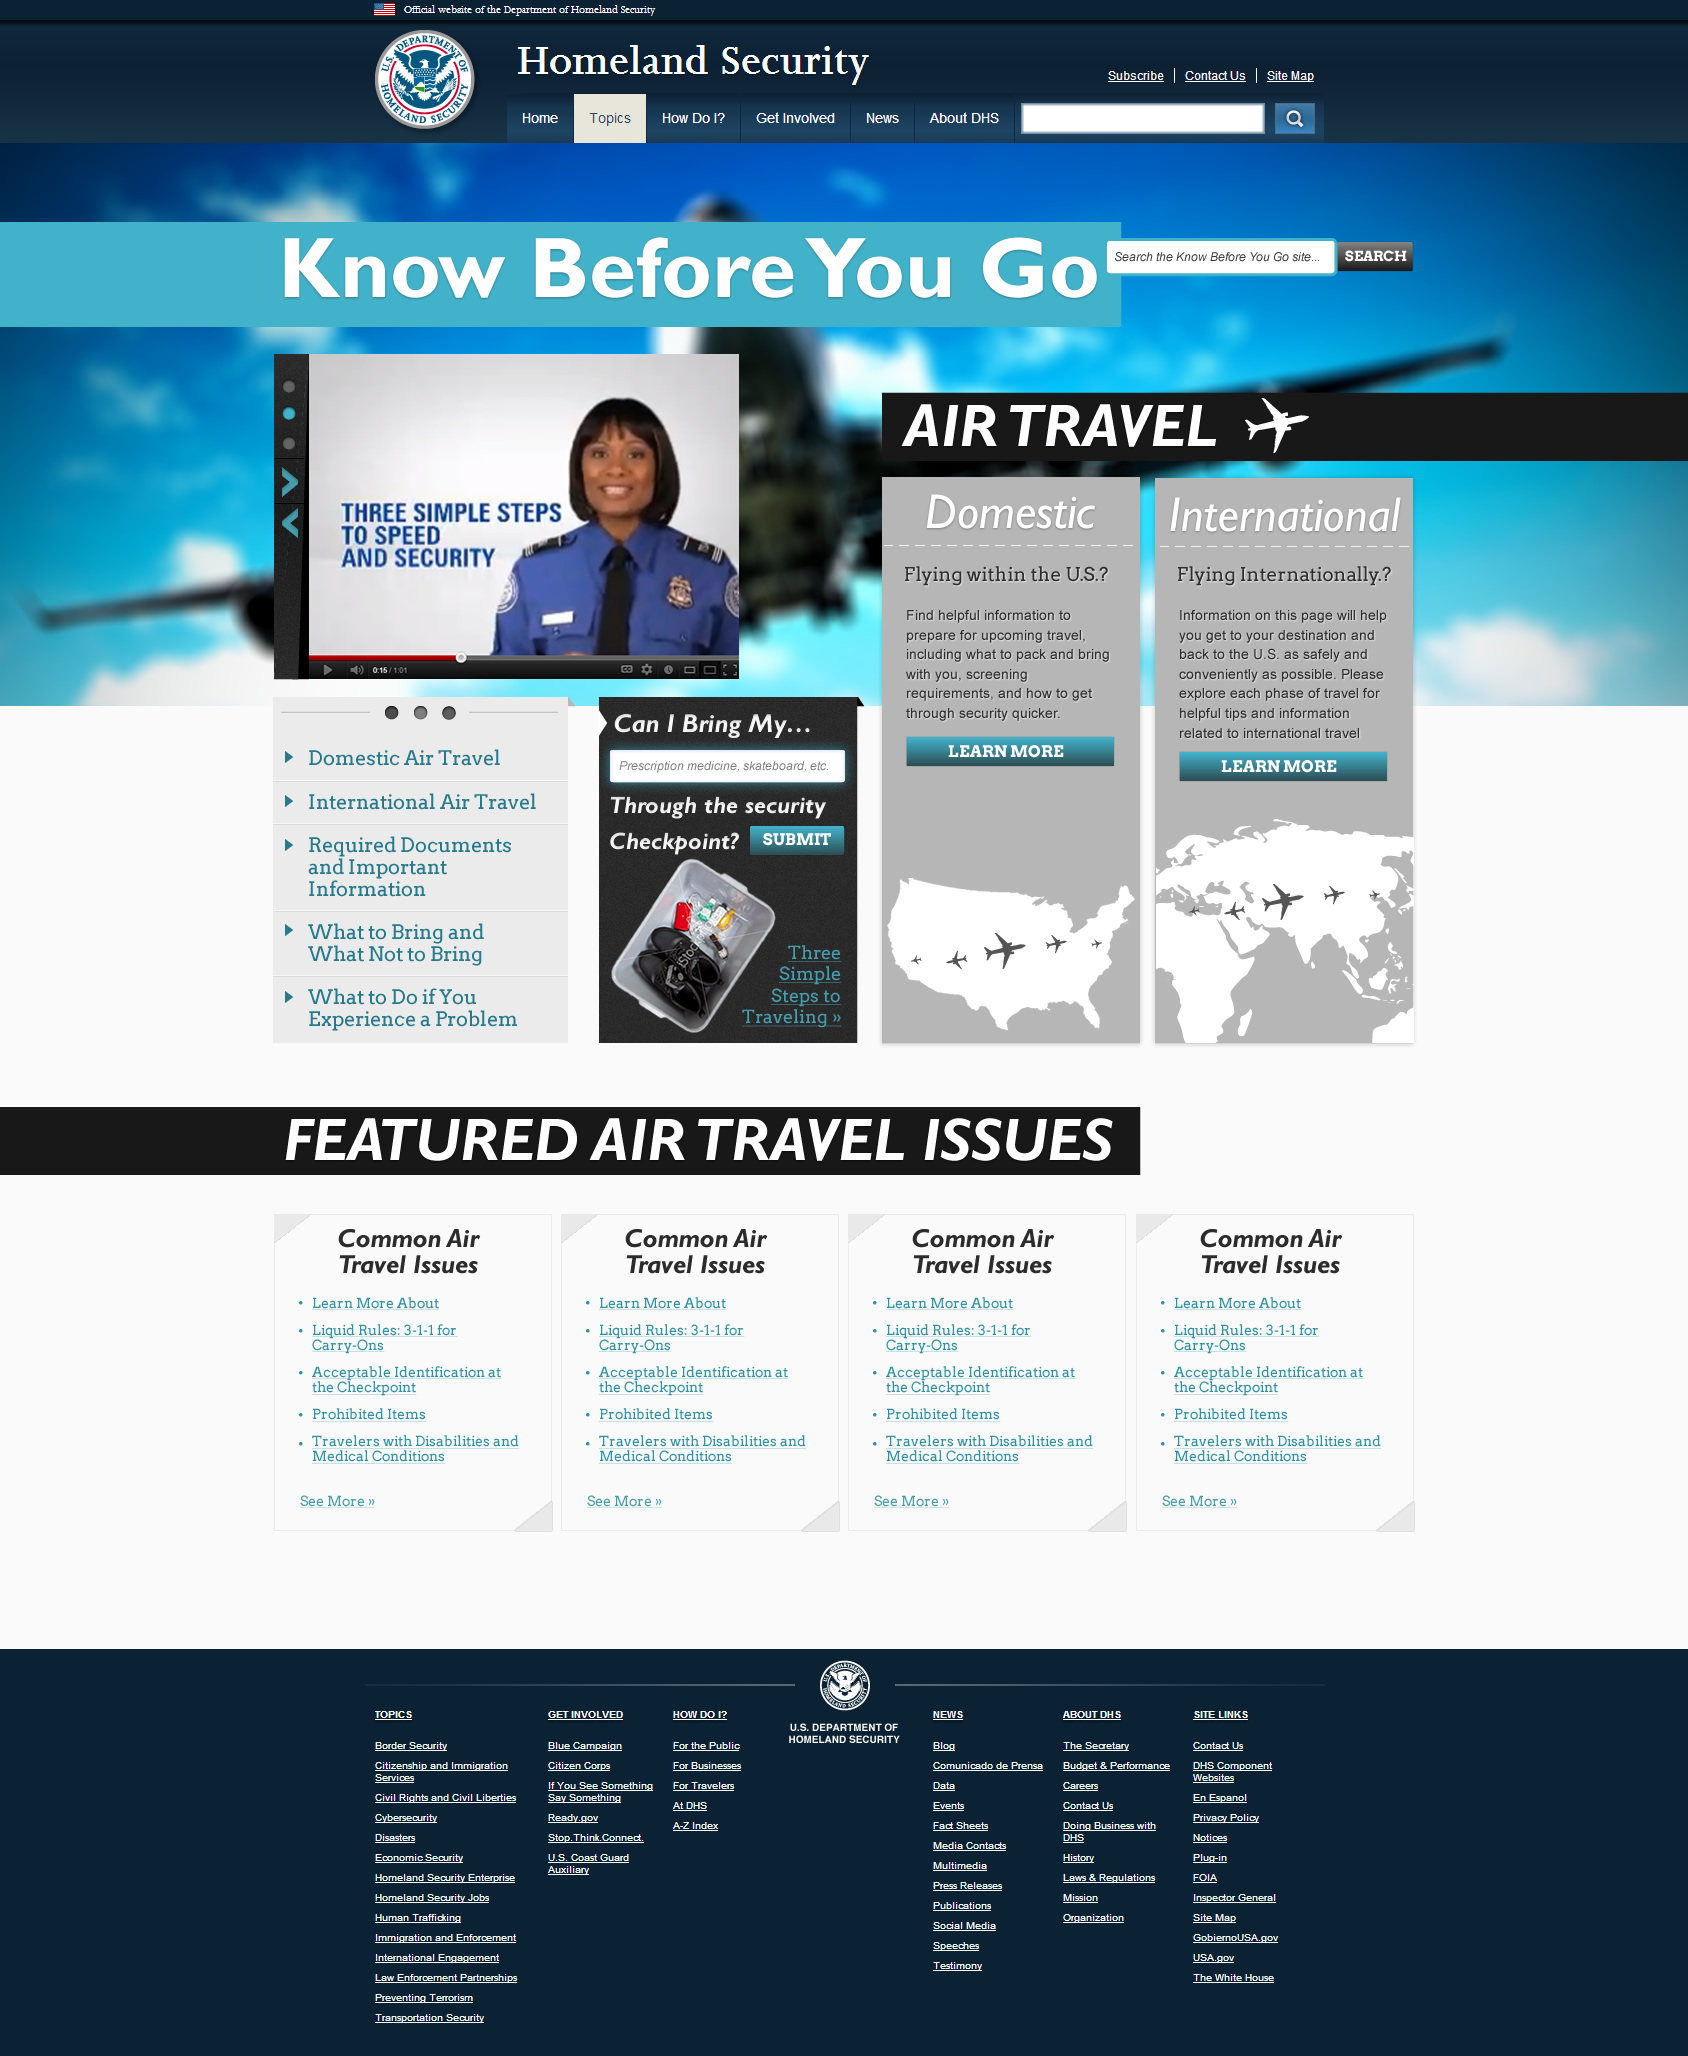 Official website of the Department of Homeland Security
U.S. DEPARTMENT OF
HOMELAND SECURITY
Homeland Security
Subscribe
Contact Us
Site Map
Home
Topics
How Do I?
Get Involved
News
About DHS
Know Before You Go
Search the Know Before You Go site...
SEARCH
THREE SIMPLE STEPS
TO SPEED
AND SECURITY
0:15 / 1:01
CC
AIR TRAVEL
Domestic
Flying within the U.S.?
Find helpful information to
prepare for upcoming travel,
including what to pack and bring
with you, screening
requirements, and how to get
through security quicker.
LEARN MORE
International
Flying Internationally.?
Information on this page will help
you get to your destination and
back to the U.S. as safely and
conveniently as possible. Please
explore each phase of travel for
helpful tips and information
related to international travel
LEARN MORE
Domestic Air Travel
International Air Travel
Required Documents
and Important
Information
What to Bring and
What Not to Bring
What to Do if You
Experience a Problem
Can I Bring My...
Prescription medicine, skateboard, etc.
Through the security
Checkpoint?
SUBMIT
iStock
Three
Simple
Steps to
Traveling »
FEATURED AIR TRAVEL ISSUES
Common Air
Travel Issues
• Learn More About
• Liquid Rules: 3-1-1 for
Carry-Ons
• Acceptable Identification at
the Checkpoint
• Prohibited Items
• Travelers with Disabilities and
Medical Conditions
See More »
Common Air
Travel Issues
• Learn More About
• Liquid Rules: 3-1-1 for
Carry-Ons
• Acceptable Identification at
the Checkpoint
• Prohibited Items
• Travelers with Disabilities and
Medical Conditions
See More »
Common Air
Travel Issues
• Learn More About
• Liquid Rules: 3-1-1 for
Carry-Ons
• Acceptable Identification at
the Checkpoint
• Prohibited Items
• Travelers with Disabilities and
Medical Conditions
See More »
Common Air
Travel Issues
• Learn More About
• Liquid Rules: 3-1-1 for
Carry-Ons
• Acceptable Identification at
the Checkpoint
• Prohibited Items
• Travelers with Disabilities and
Medical Conditions
See More »
TOPICS
Border Security
Citizenship and Immigration
Services
Civil Rights and Civil Liberties
Cybersecurity
Disasters
Economic Security
Homeland Security Enterprise
Homeland Security Jobs
Human Trafficking
Immigration and Enforcement
International Engagement
Law Enforcement Partnerships
Preventing Terrorism
Transportation Security
GET INVOLVED
Blue Campaign
Citizen Corps
If You See Something
Say Something
Ready.gov
Stop.Think.Connect.
U.S. Coast Guard
Auxiliary
HOW DO I?
For the Public
For Businesses
For Travelers
At DHS
A-Z Index
U.S. DEPARTMENT OF
HOMELAND SECURITY
U.S. DEPARTMENT OF
HOMELAND SECURITY
NEWS
Blog
Comunicado de Prensa
Data
Events
Fact Sheets
Media Contacts
Multimedia
Press Releases
Publications
Social Media
Speeches
Testimony
ABOUT DHS
The Secretary
Budget & Performance
Careers
Contact Us
Doing Business with
DHS
History
Laws & Regulations
Mission
Organization
SITE LINKS
Contact Us
DHS Component
Websites
En Espanol
Privacy Policy
Notices
Plug-in
FOIA
Inspector General
Site Map
GobiernoUSA.gov
USA.gov
The White House